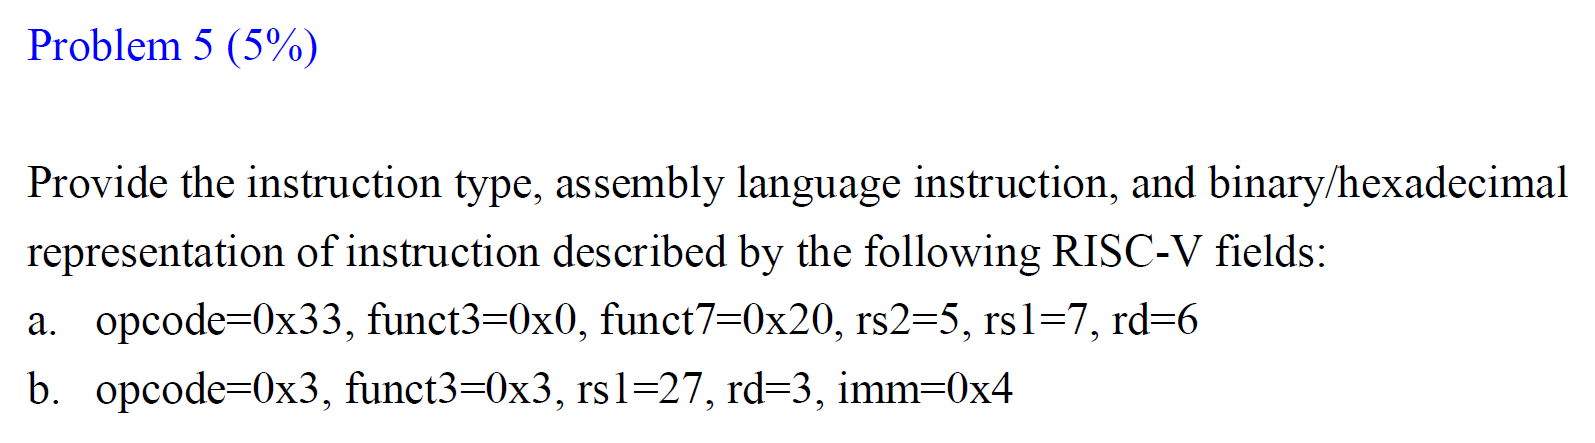 Problem 5 (5%)
Provide the instruction type, assembly language instruction, and binary/hexadecimal
representation of instruction described by the following RISC-V fields:
a. opcode=0x33, funct3=0x0, funct7=0x20, rs2=5, rs1=7, rd=6
b. opcode=0x3, funct3=0x3, rs1=27, rd=3, imm=0x4